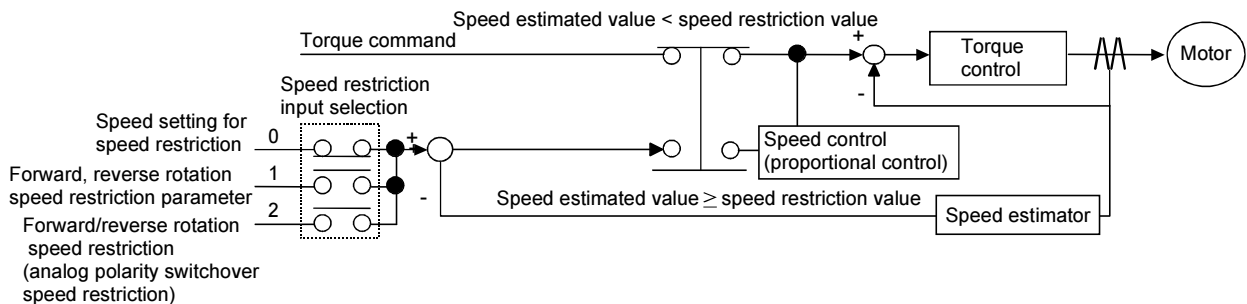 Speed estimated value < speed restriction value
Torque command
+
-
Torque
control
Motor
Speed restriction
input selection
Speed setting for
speed restriction
0
+
-
Speed control
(proportional control)
Forward, reverse rotation
speed restriction parameter
1
Speed estimated value ≥ speed restriction value
Speed estimator
2
Forward/reverse rotation
speed restriction
(analog polarity switchover
speed restriction)